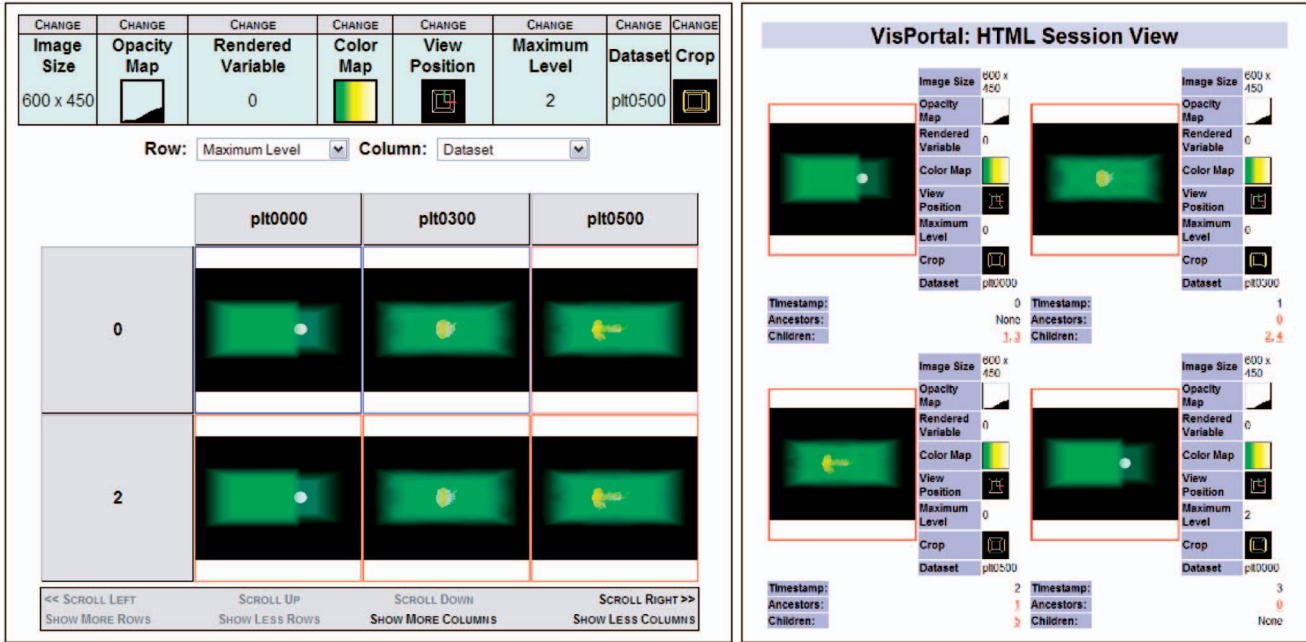 CHANGE CHANGE CHANGE CHANGE CHANGE CHANGE CHANGE CHANGE
Image Size Opacity Map Rendered Variable Color Map View Position Maximum Level Dataset Crop
600 x 450 0 2 plt0500
Row: Maximum Level Column: Dataset
plt0000 plt0300 plt0500
0
2
<< SCROLL LEFT SCROLL UP SCROLL DOWN SCROLL RIGHT >>
SHOW MORE ROWS SHOW LESS ROWS SHOW MORE COLUMNS SHOW LESS COLUMNS
VisPortal: HTML Session View
Image Size 600 x 450
Opacity Map
Rendered Variable 0
Color Map
View Position
Maximum Level 0
Crop
Dataset plt0000
Timestamp: 0
Ancestors: None
Children: 1, 3
Image Size 600 x 450
Opacity Map
Rendered Variable 0
Color Map
View Position
Maximum Level 0
Crop
Dataset plt0300
Timestamp: 1
Ancestors: 0
Children: 2, 4
Image Size 600 x 450
Opacity Map
Rendered Variable 0
Color Map
View Position
Maximum Level 0
Crop
Dataset plt0500
Timestamp: 2
Ancestors: 1
Children: 5
Image Size 600 x 450
Opacity Map
Rendered Variable 0
Color Map
View Position
Maximum Level 2
Crop
Dataset plt0000
Timestamp: 3
Ancestors: 0
Children: None